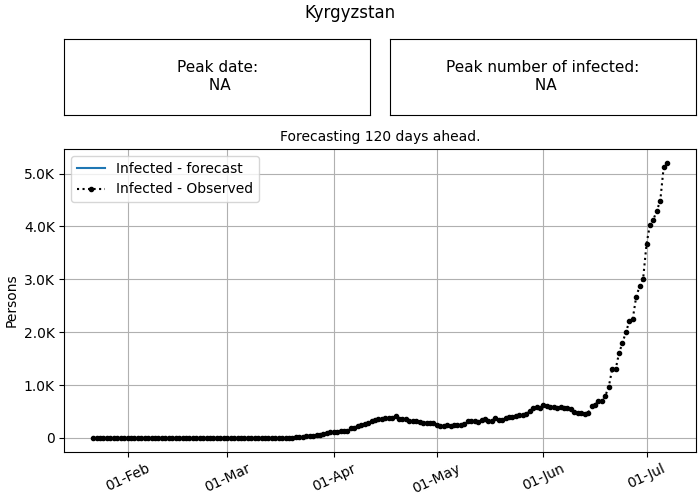 Kyrgyzstan
Peak date:
NA
Peak number of infected:
NA
Forecasting 120 days ahead.
Infected - forecast
Infected - Observed
Persons
5.0K
4.0K
3.0K
2.0K
1.0K
0
01-Feb
01-Mar
01-Apr
01-May
01-Jun
01-Jul